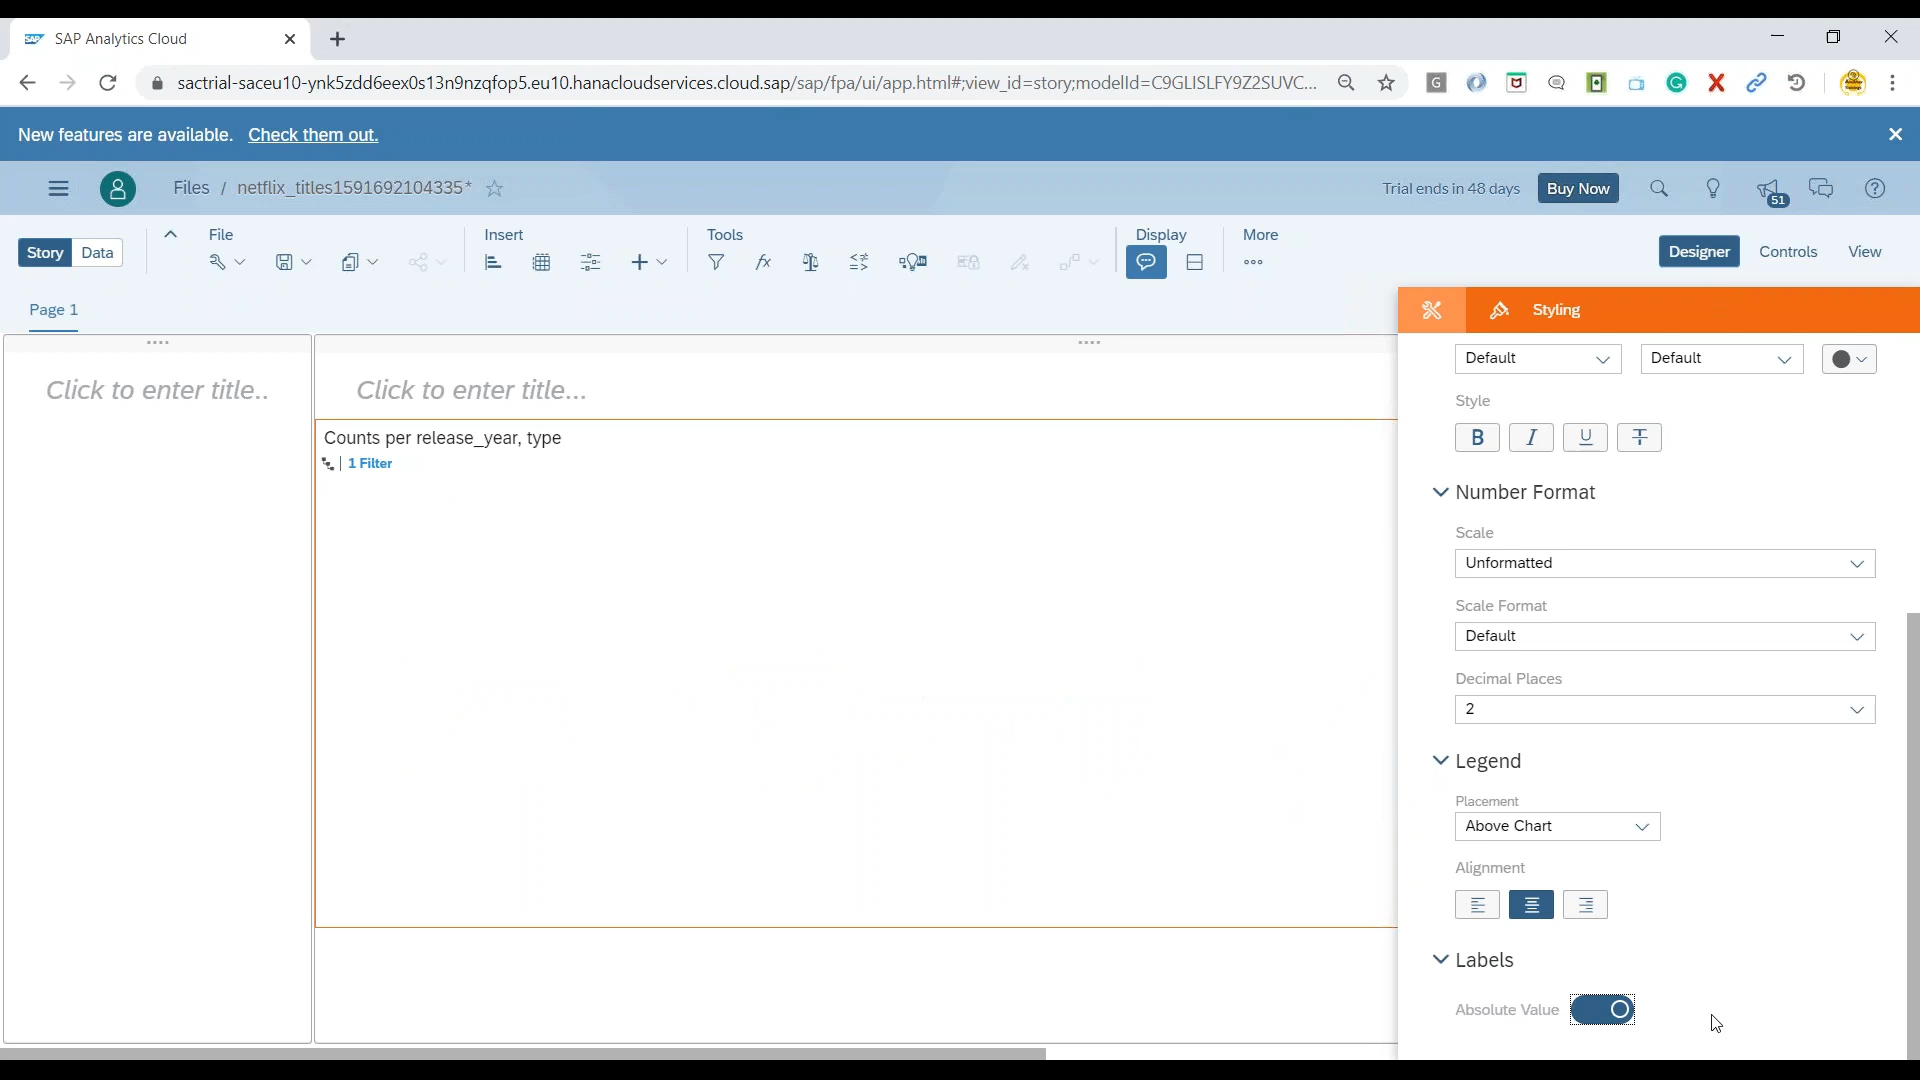 SAP Analytics Cloud
sactrial-saceu10-ynk5zdd6eex0s13n9nzqfop5.eu10.hanacloudservices.cloud.sap/sap/fpa/ui/app.html#;view_id=story;modelId=C9GLISLFY9Z2SUVC...
New features are available. Check them out.
Files / netflix_titles1591692104335*
Trial ends in 48 days
Buy Now
51
Story Data
File
Insert
Tools
Display
More
Designer
Controls
View
Page 1
Styling
Click to enter title..
Click to enter title...
Counts per release_year, type
1 Filter
Default
Default
Style
B I U T
Number Format
Scale
Unformatted
Scale Format
Default
Decimal Places
2
Legend
Placement
Above Chart
Alignment
Labels
Absolute Value